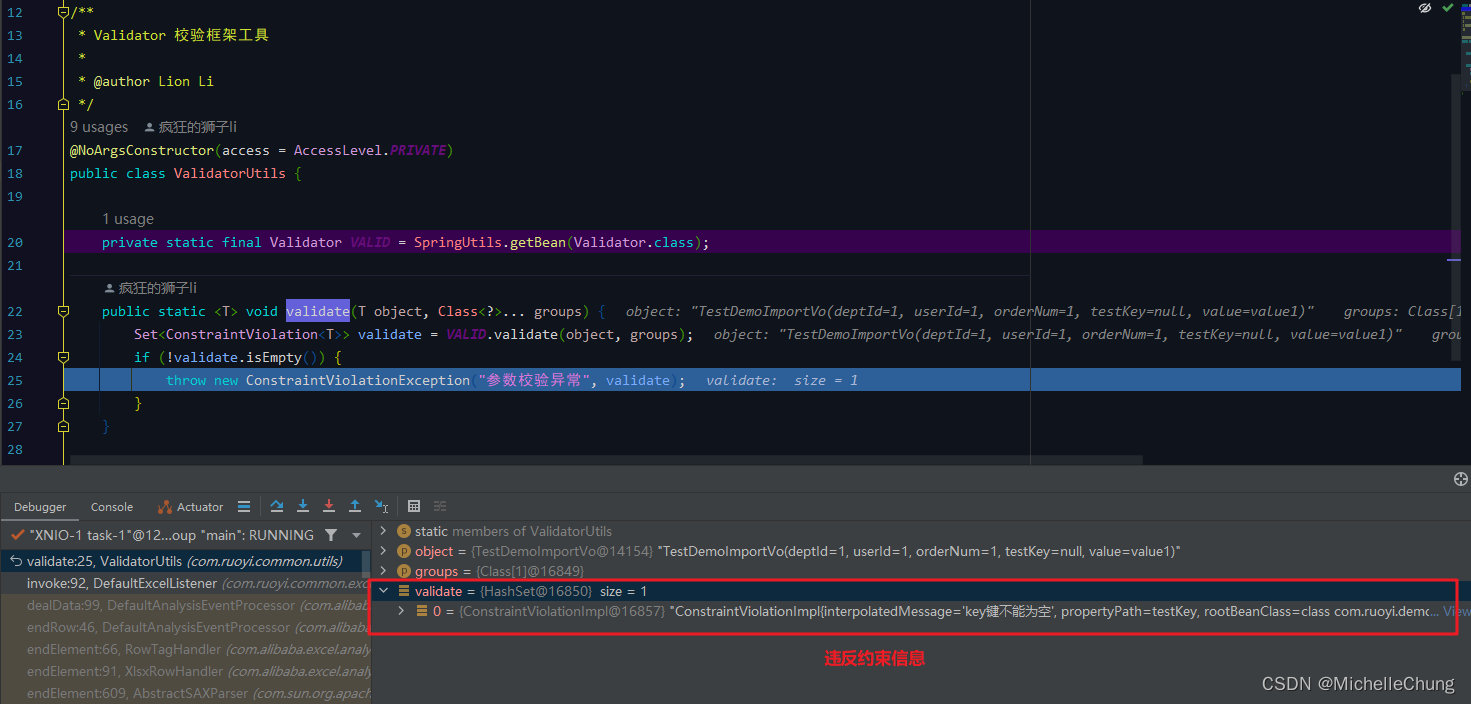 12 /**
13 * Validator 校验框架工具
14 *
15 * @author Lion Li
16 */
9 usages 疯狂的狮子li
17 @NoArgsConstructor(access = AccessLevel.PRIVATE)
18 public class ValidatorUtils {
19
1 usage
20 private static final Validator VALID = SpringUtils.getBean(Validator.class);
21
疯狂的狮子li
22 public static <T> void validate(T object, Class<?>... groups) { object: "TestDemoImportVo(deptId=1, userId=1, orderNum=1, testKey=null, value=value1)" groups: Class[1
23 Set<ConstraintViolation<T>> validate = VALID.validate(object, groups); object: "TestDemoImportVo(deptId=1, userId=1, orderNum=1, testKey=null, value=value1)" grou
24 if (!validate.isEmpty()) {
25 throw new ConstraintViolationException("参数校验异常", validate); validate: size = 1
26 }
27 }
28
Debugger Console Actuator
"XNIO-1 task-1"@12...oup "main": RUNNING
validate:25, ValidatorUtils (com.ruoyi.common.utils)
invoke:92, DefaultExcelListener (com.ruoyi.common.exc
dealData:99, DefaultAnalysisEventProcessor (com.alibab
endRow:46, DefaultAnalysisEventProcessor (com.alibaba
endElement:66, RowTagHandler (com.alibaba.excel.analy
endElement:91, XlsxRowHandler (com.alibaba.excel.analy
endElement:609, AbstractSAXParser (com.sun.org.apach
static members of ValidatorUtils
object = {TestDemoImportVo@14154} "TestDemoImportVo(deptId=1, userId=1, orderNum=1, testKey=null, value=value1)"
groups = {Class[1]@16849}
validate = {HashSet@16850} size = 1
0 = {ConstraintViolationImpl@16857} "ConstraintViolationImpl{interpolatedMessage='key键不能为空', propertyPath=testKey, rootBeanClass=class com.ruoyi.demo... View
违反约束信息
CSDN @MichelleChung